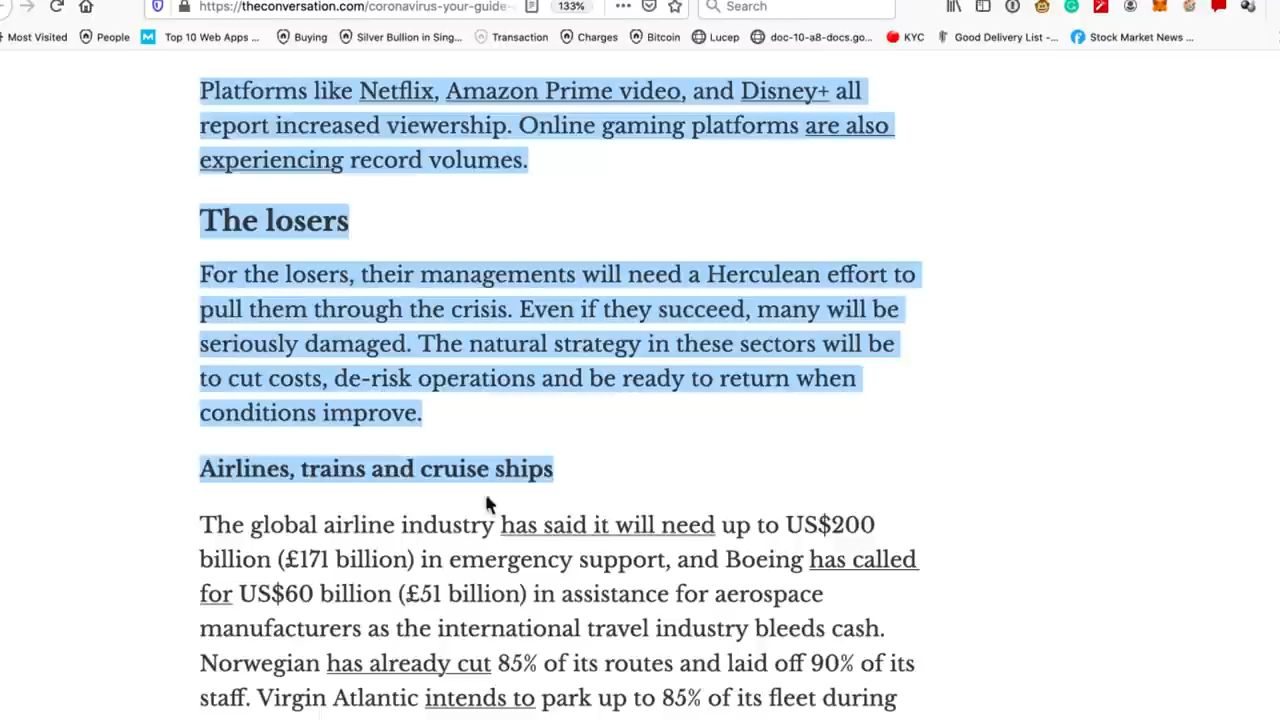 https://theconversation.com/coronavirus-your-guide-
133%
Search
Most Visited
People
Top 10 Web Apps ...
Buying
Silver Bullion in Sing...
Transaction
Charges
Bitcoin
Lucep
doc-10-a8-docs.go...
KYC
Good Delivery List -...
Stock Market News ...
Platforms like Netflix, Amazon Prime video, and Disney+ all
report increased viewership. Online gaming platforms are also
experiencing record volumes.
The losers
For the losers, their managements will need a Herculean effort to
pull them through the crisis. Even if they succeed, many will be
seriously damaged. The natural strategy in these sectors will be
to cut costs, de-risk operations and be ready to return when
conditions improve.
Airlines, trains and cruise ships
The global airline industry has said it will need up to US$200
billion (£171 billion) in emergency support, and Boeing has called
for US$60 billion (£51 billion) in assistance for aerospace
manufacturers as the international travel industry bleeds cash.
Norwegian has already cut 85% of its routes and laid off 90% of its
staff. Virgin Atlantic intends to park up to 85% of its fleet during